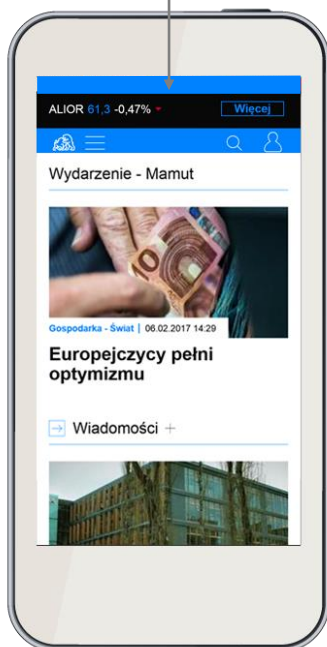 ALIOR 61,3 -0,47% Więcej
Wydarzenie - Mamut
10
Gospodarka - Świat | 06.02.2017 14:29
Europejczycy pełni
optymizmu
Wiadomości +